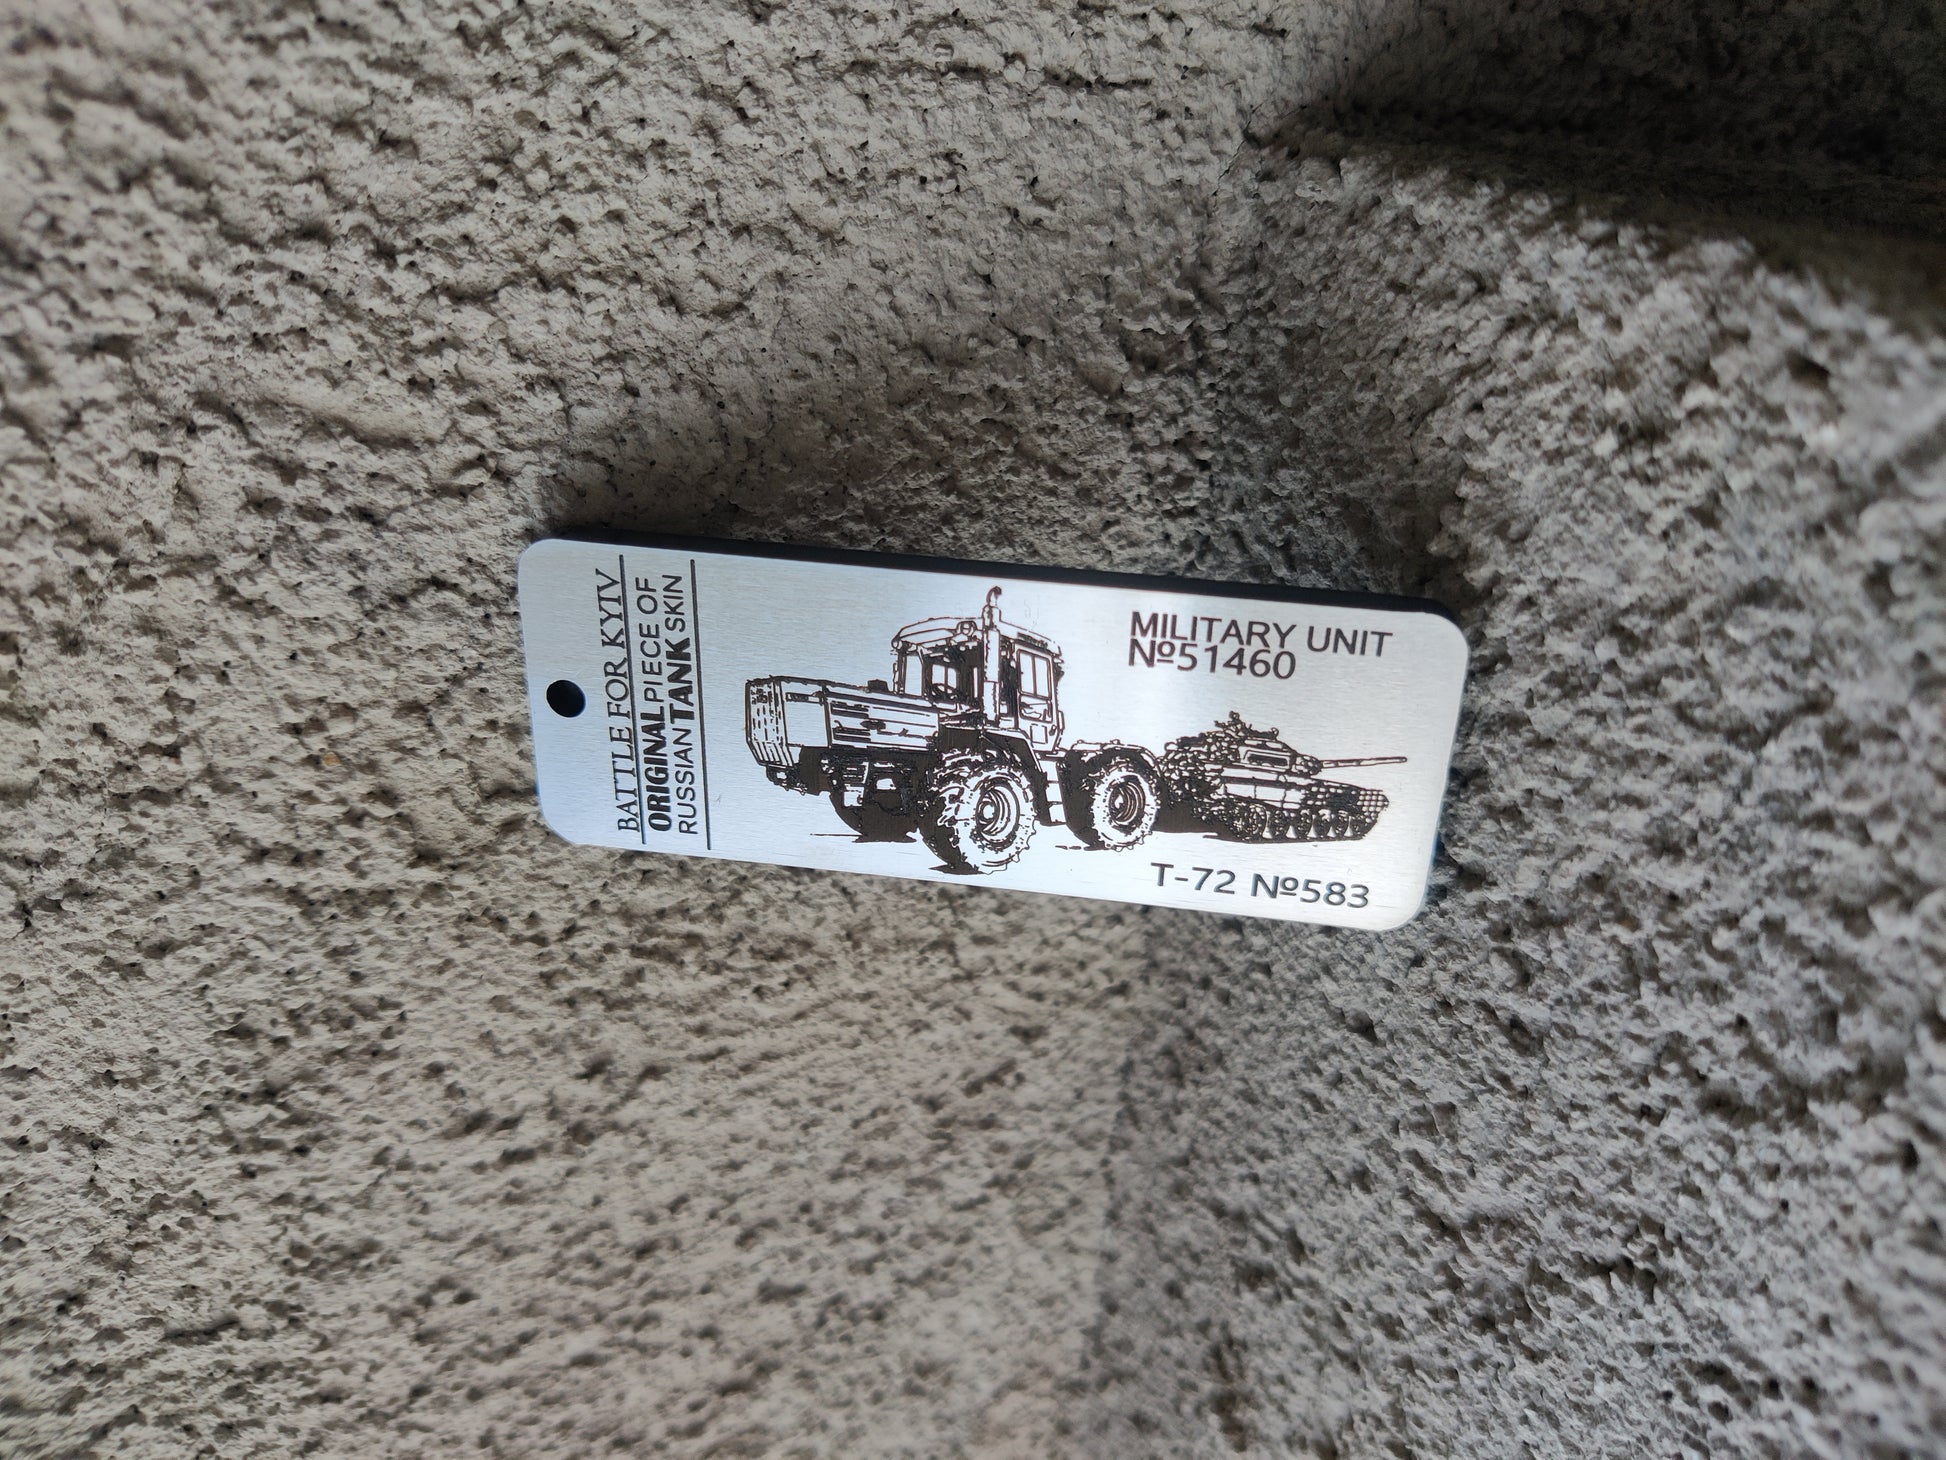 BATTLE FOR KYIV
ORIGINAL PIECE OF
RUSSIAN TANK SKIN
MILITARY UNIT
№51460
T-72 №583